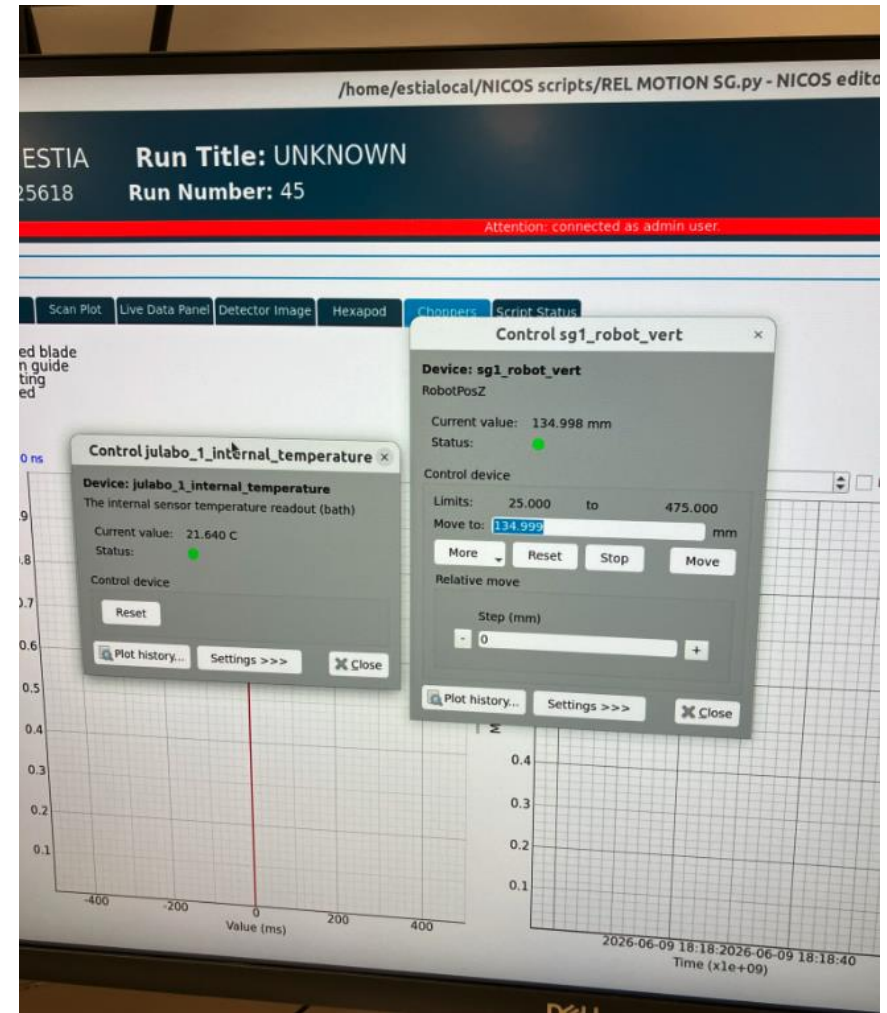 /home/estialocal/NICOS scripts/REL MOTION SG.py - NICOS edito
ESTIA Run Title: UNKNOWN
25618 Run Number: 45
Attention: connected as admin user.
Scan Plot Live Data Panel Detector Image Hexapod Choppers Script Status
ed blade
n guide
ting
ed
0 ns
Control julabo_1_internal_temperature ×
Device: julabo_1_internal_temperature
The internal sensor temperature readout (bath)
Current value: 21.640 C
Status:
Control device
Reset
Plot history... Settings >>> Close
Control sg1_robot_vert ×
Device: sg1_robot_vert
RobotPosZ
Current value: 134.998 mm
Status:
Control device
Limits: 25.000 to 475.000
Move to: 134.999 mm
More Reset Stop Move
Relative move
Step (mm)
- 0 +
Plot history... Settings >>> Close
.9
.8
0.7
0.6
0.5
0.4
0.3
0.2
0.1
-400 -200 0 200 400
Value (ms)
M
0.4
0.3
0.2
0.1
2026-06-09 18:18:2026-06-09 18:18:40
Time (x1e+09)